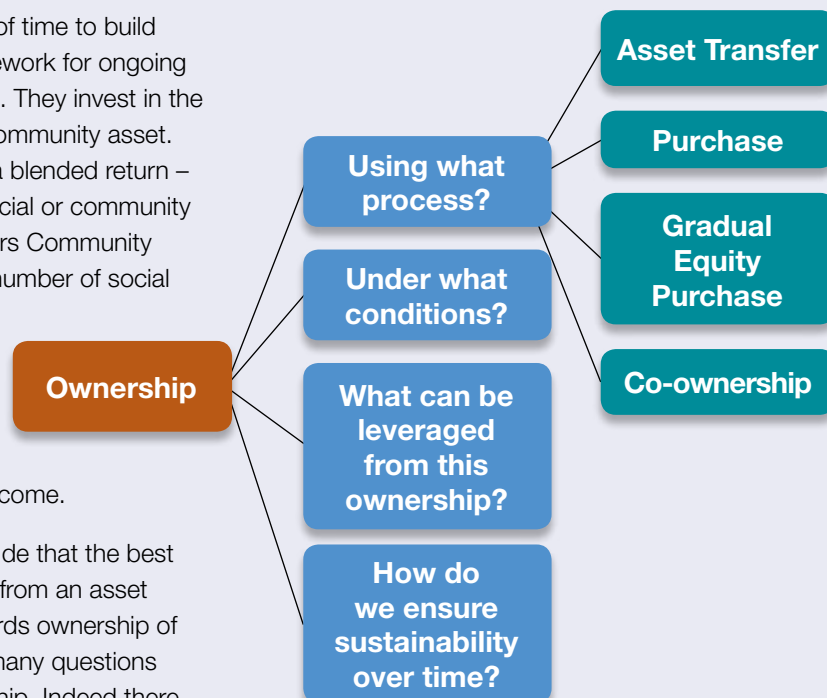 of time to build
ework for ongoing
. They invest in the
ommunity asset.
a blended return –
cial or community
rs Community
number of social
come.
de that the best
from an asset
rds ownership of
many questions
hip. Indeed there
Ownership
Using what
process?
Under what
conditions?
What can be
leveraged
from this
ownership?
How do
we ensure
sustainability
over time?
Asset Transfer
Purchase
Gradual
Equity
Purchase
Co-ownership